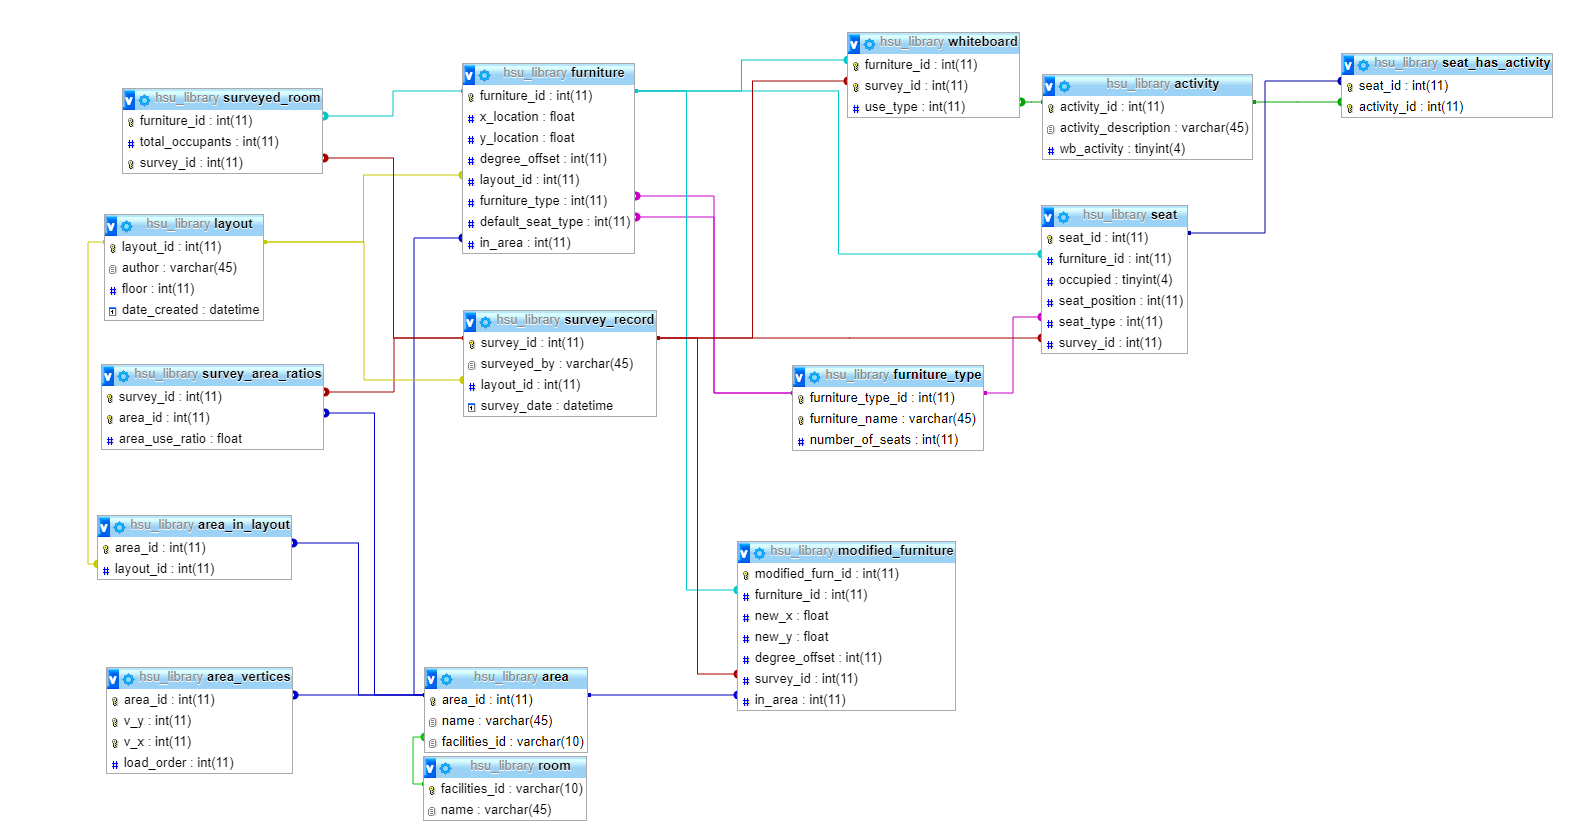 hsu_library surveyed_room
furniture_id : int(11)
total_occupants : int(11)
survey_id : int(11)
hsu_library layout
layout_id : int(11)
author : varchar(45)
floor : int(11)
date_created : datetime
hsu_library survey_area_ratios
survey_id : int(11)
area_id : int(11)
area_use_ratio : float
hsu_library area_in_layout
area_id : int(11)
layout_id : int(11)
hsu_library area_vertices
area_id : int(11)
v_y : int(11)
v_x : int(11)
load_order : int(11)
hsu_library furniture
furniture_id : int(11)
x_location : float
y_location : float
degree_offset : int(11)
layout_id : int(11)
furniture_type : int(11)
default_seat_type : int(11)
in_area : int(11)
hsu_library survey_record
survey_id : int(11)
surveyed_by : varchar(45)
layout_id : int(11)
survey_date : datetime
hsu_library area
area_id : int(11)
name : varchar(45)
facilities_id : varchar(10)
hsu_library room
facilities_id : varchar(10)
name : varchar(45)
hsu_library whiteboard
furniture_id : int(11)
survey_id : int(11)
use_type : int(11)
hsu_library furniture_type
furniture_type_id : int(11)
furniture_name : varchar(45)
number_of_seats : int(11)
hsu_library modified_furniture
modified_furn_id : int(11)
furniture_id : int(11)
new_x : float
new_y : float
degree_offset : int(11)
survey_id : int(11)
in_area : int(11)
hsu_library activity
activity_id : int(11)
activity_description : varchar(45)
wb_activity : tinyint(4)
hsu_library seat
seat_id : int(11)
furniture_id : int(11)
occupied : tinyint(4)
seat_position : int(11)
seat_type : int(11)
survey_id : int(11)
hsu_library seat_has_activity
seat_id : int(11)
activity_id : int(11)